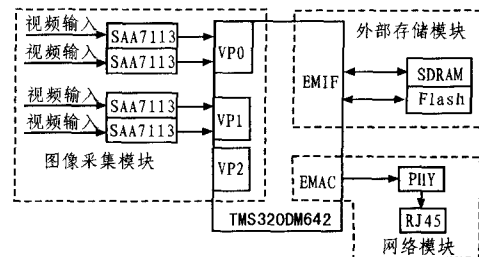 视频输入
SAA7113
视频输入
SAA7113
VP0
视频输入
SAA7113
视频输入
SAA7113
VP1
图像采集模块
VP2
TMS320DM642
外部存储模块
EMIF
SDRAM
Flash
EMAC
PHY
RJ45
网络模块